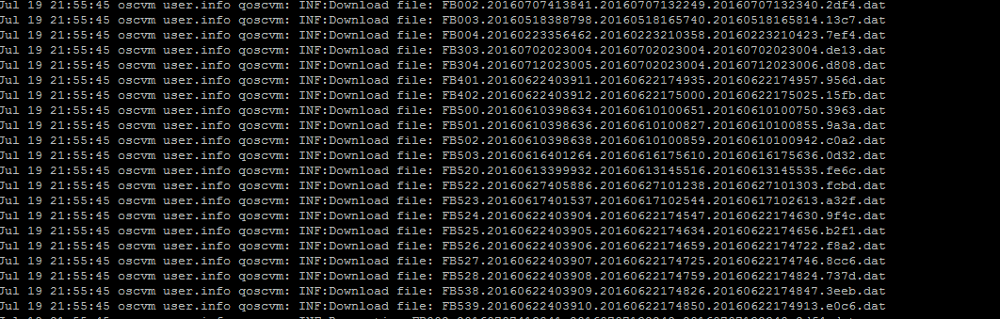 Jul 19 21:55:45 oscvm user.info qoscvm: INF:Download file: FB002.20160707413841.20160707132249.20160707132340.2df4.dat
Jul 19 21:55:45 oscvm user.info qoscvm: INF:Download file: FB003.20160518388798.20160518165740.20160518165814.13c7.dat
Jul 19 21:55:45 oscvm user.info qoscvm: INF:Download file: FB004.20160223356462.20160223210358.20160223210423.7ef4.dat
Jul 19 21:55:45 oscvm user.info qoscvm: INF:Download file: FB303.20160702023004.20160702023004.20160702023004.de13.dat
Jul 19 21:55:45 oscvm user.info qoscvm: INF:Download file: FB304.20160712023005.20160702023004.20160712023006.d808.dat
Jul 19 21:55:45 oscvm user.info qoscvm: INF:Download file: FB401.20160622403911.20160622174935.20160622174957.956d.dat
Jul 19 21:55:45 oscvm user.info qoscvm: INF:Download file: FB402.20160622403912.20160622175000.20160622175025.15fb.dat
Jul 19 21:55:45 oscvm user.info qoscvm: INF:Download file: FB500.20160610398634.20160610100651.20160610100750.3963.dat
Jul 19 21:55:45 oscvm user.info qoscvm: INF:Download file: FB501.20160610398636.20160610100827.20160610100855.9a3a.dat
Jul 19 21:55:45 oscvm user.info qoscvm: INF:Download file: FB502.20160610398638.20160610100859.20160610100942.c0a2.dat
Jul 19 21:55:45 oscvm user.info qoscvm: INF:Download file: FB503.20160616401264.20160616175610.20160616175636.0d32.dat
Jul 19 21:55:45 oscvm user.info qoscvm: INF:Download file: FB520.20160613399932.20160613145516.20160613145535.fe6c.dat
Jul 19 21:55:45 oscvm user.info qoscvm: INF:Download file: FB522.20160627405886.20160627101238.20160627101303.fcbd.dat
Jul 19 21:55:45 oscvm user.info qoscvm: INF:Download file: FB523.20160617401537.20160617102544.20160617102613.a32f.dat
Jul 19 21:55:45 oscvm user.info qoscvm: INF:Download file: FB524.20160622403904.20160622174547.20160622174630.9f4c.dat
Jul 19 21:55:45 oscvm user.info qoscvm: INF:Download file: FB525.20160622403905.20160622174634.20160622174656.b2f1.dat
Jul 19 21:55:45 oscvm user.info qoscvm: INF:Download file: FB526.20160622403906.20160622174659.20160622174722.f8a2.dat
Jul 19 21:55:45 oscvm user.info qoscvm: INF:Download file: FB527.20160622403907.20160622174725.20160622174746.8cc6.dat
Jul 19 21:55:45 oscvm user.info qoscvm: INF:Download file: FB528.20160622403908.20160622174759.20160622174824.737d.dat
Jul 19 21:55:45 oscvm user.info qoscvm: INF:Download file: FB538.20160622403909.20160622174826.20160622174847.3eeb.dat
Jul 19 21:55:45 oscvm user.info qoscvm: INF:Download file: FB539.20160622403910.20160622174850.20160622174913.e0c6.dat